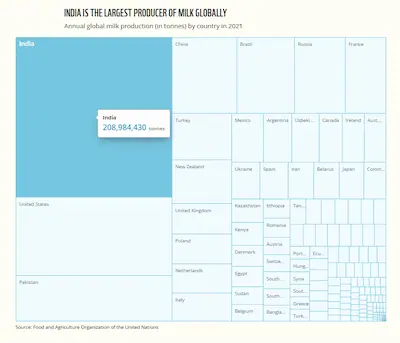 INDIA IS THE LARGEST PRODUCER OF MILK GLOBALLY
Annual global milk production (in tonnes) by country in 2021
India
China
Brazil
Russia
France
India
208,984,430 tonnes
Turkey
Mexico
Argentina
Uzbeki...
Canada
Ireland
Aust...
New Zealand
Ukraine
Spain
Iran
Belarus
Japan
Colom...
United States
United Kingdom
Kazakhstan
Ethiopia
Tan...
Kenya
Romania
Poland
Denmark
Austria
Port...
Ecu...
Switze...
Hung...
Pakistan
Netherlands
Egypt
South...
Syria
Italy
Sudan
South...
Sout...
Greece
Belgium
Bangla...
Turk...
Source: Food and Agriculture Organization of the United Nations